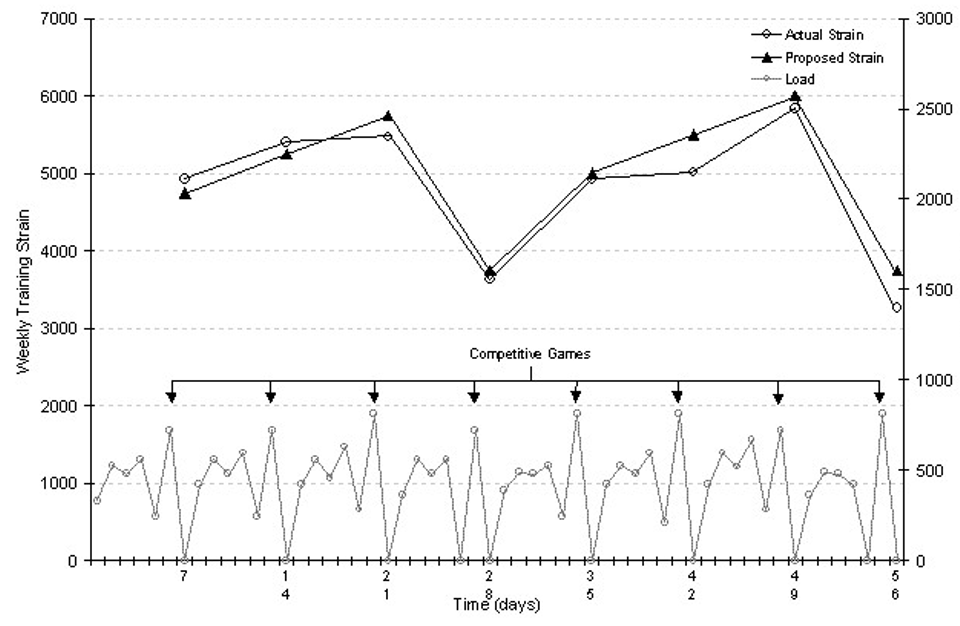 7000
6000
5000
4000
3000
2000
1000
0
Weekly Training Strain
3000
2500
2000
1500
1000
500
0
Actual Strain
Proposed Strain
Load
Competitive Games
7 1 2 2 3 4 4 5
4 1 8 5 2 9 6
Time (days)